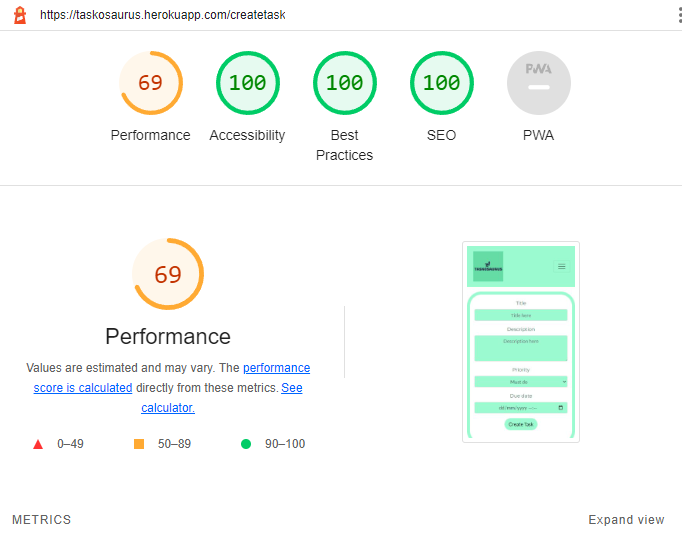 https://taskosaurus.herokuapp.com/createtask
69
100
100
100
PWA
Performance
Accessibility
Best
Practices
SEO
PWA
69
Performance
Values are estimated and may vary. The performance
score is calculated directly from these metrics. See
calculator.
0–49
50–89
90–100
TASKOSAURUS
Title
Title here
Description
Description here
Priority
Must do
Due date
dd/mm/yyyy --:--
Create Task
METRICS
Expand view